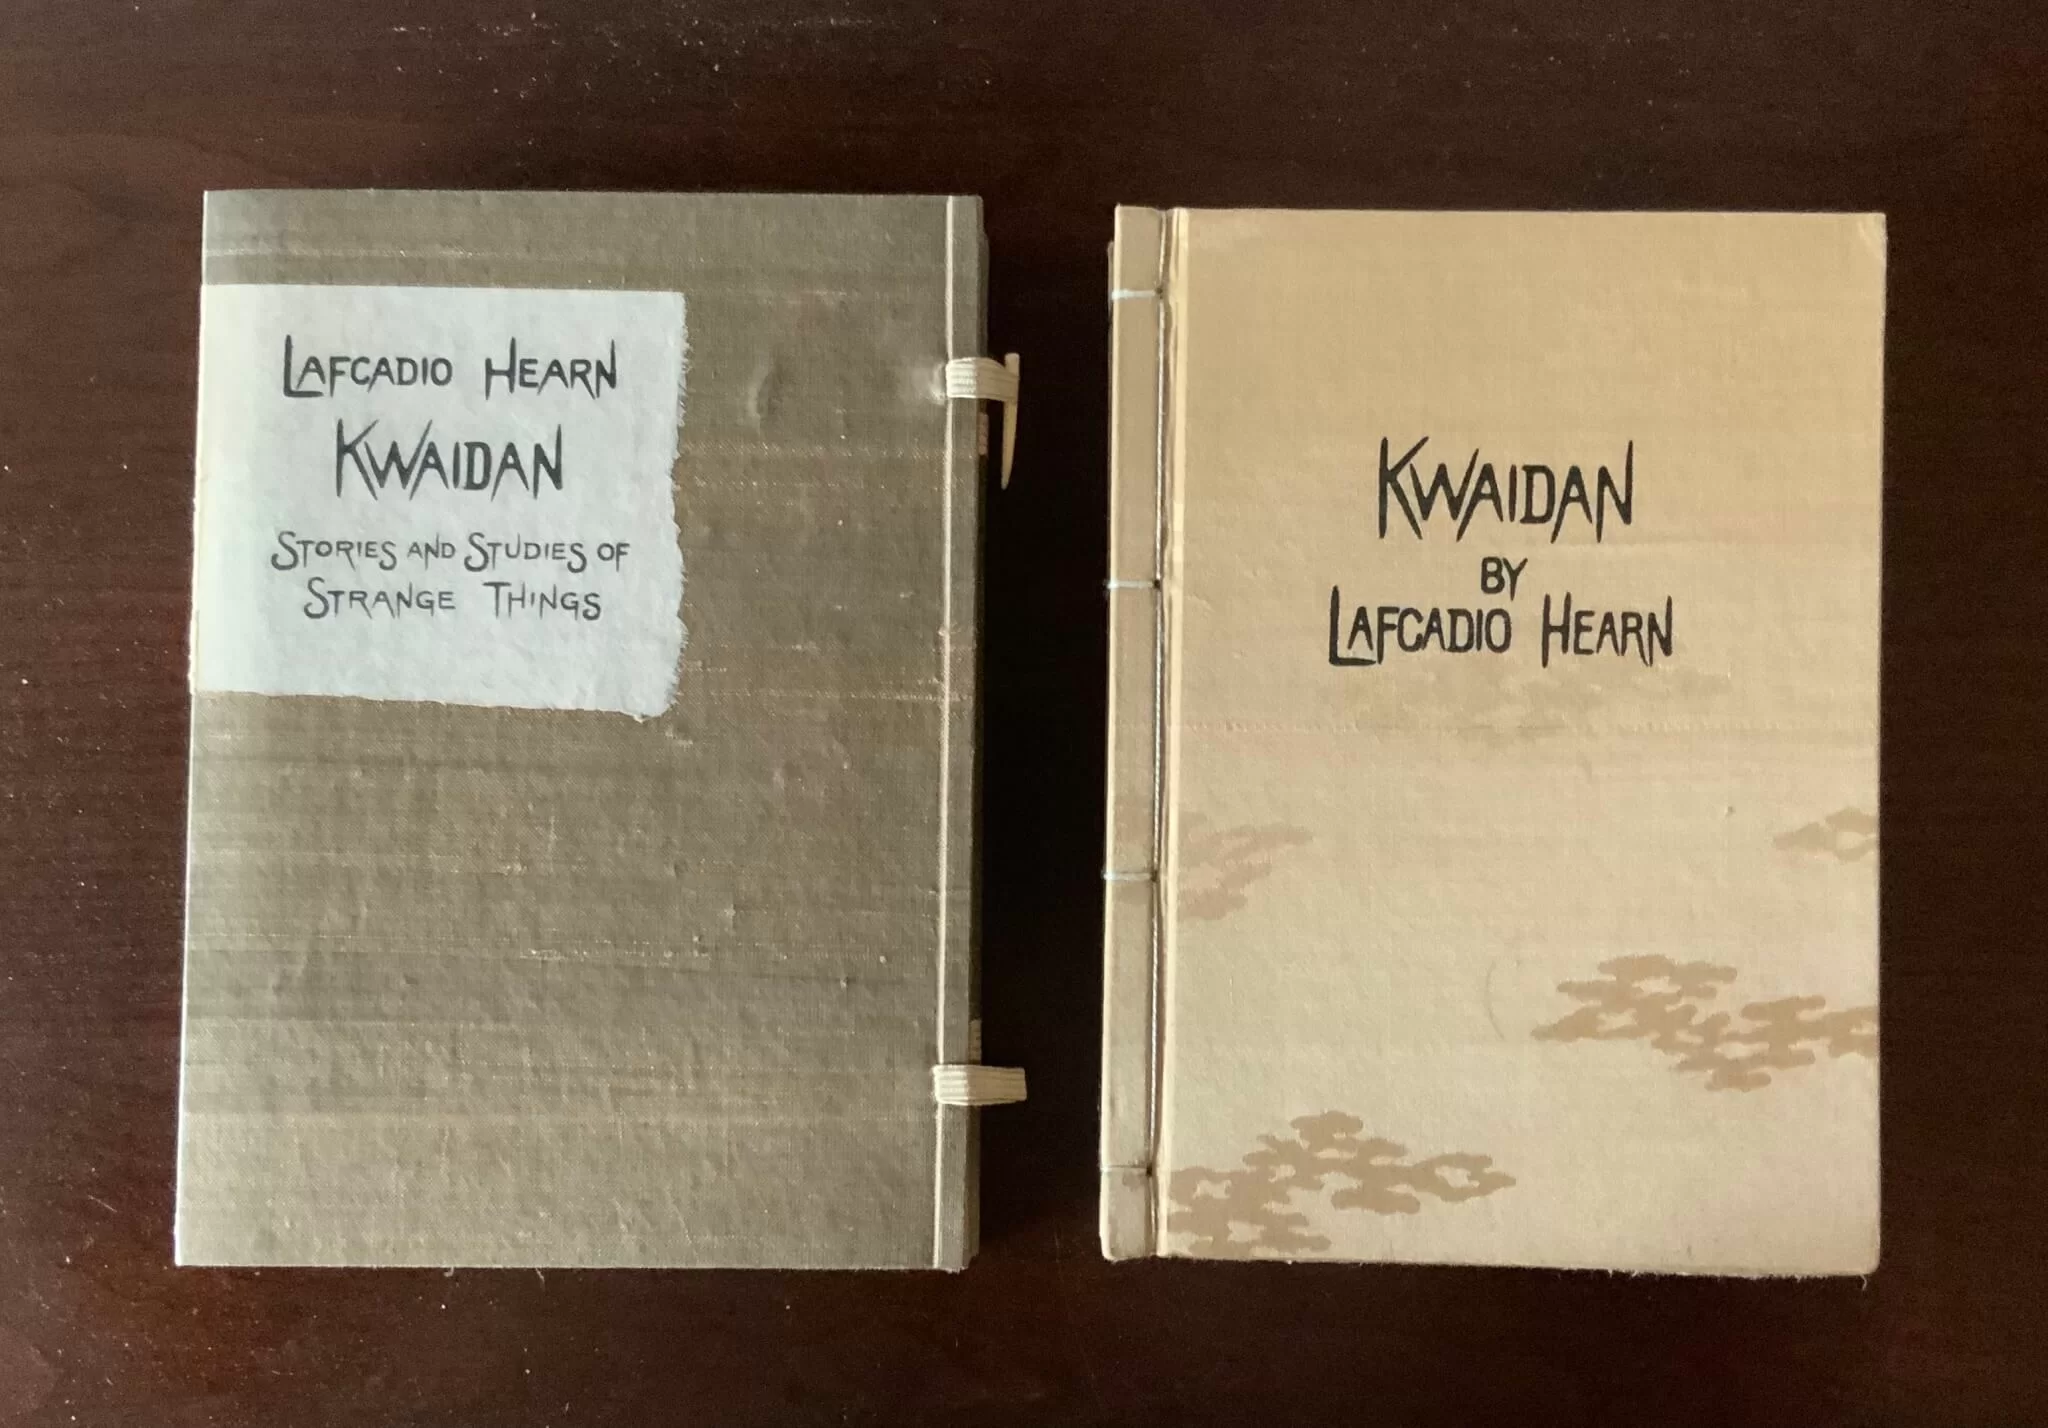 LAFCADIO HEARN
KWAIDAN
STORIES AND STUDIES OF
STRANGE THINGS
KWAIDAN
BY
LAFCADIO HEARN